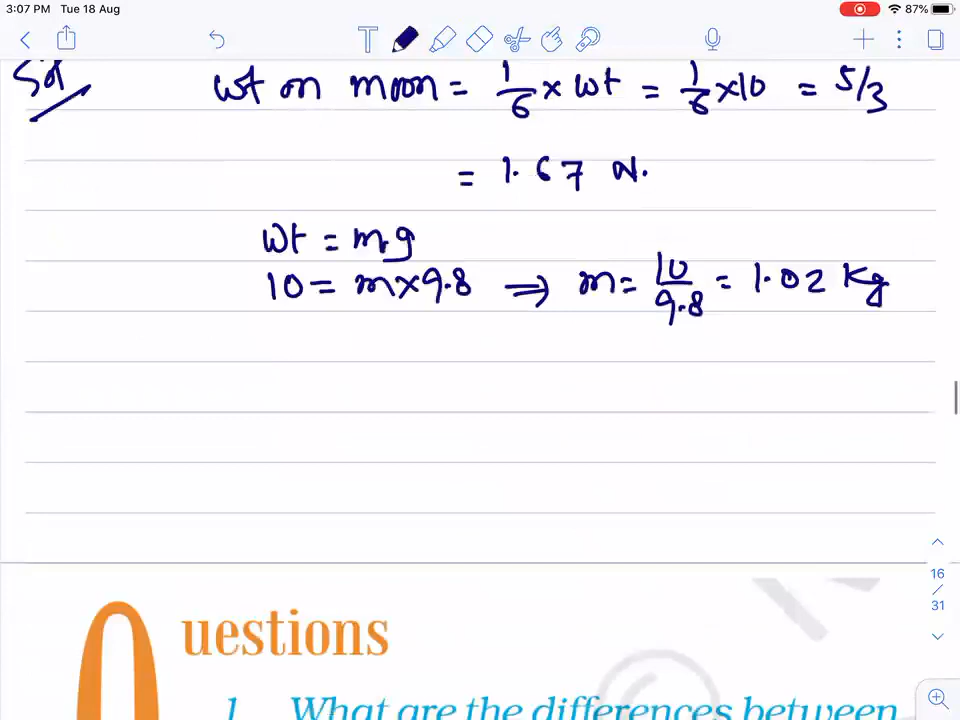 3:07 PM Tue 18 Aug 87%
Sol wt on moon = 1/6 × wt = 1/6 × 10 = 5/3
= 1.67 N.
Wt = mg
10 = m × 9.8 ⇒ m = 10/9.8 = 1.02 Kg
16
/
31
Questions
1. What are the differences between